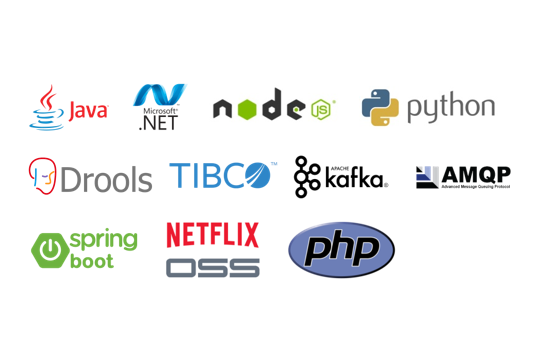 Java
Microsoft®
.NET
node
JS ®
python
Drools
TIBCO™
APACHE
kafka®
AMQP
Advanced Message Queuing Protocol
spring
boot
NETFLIX
OSS
php